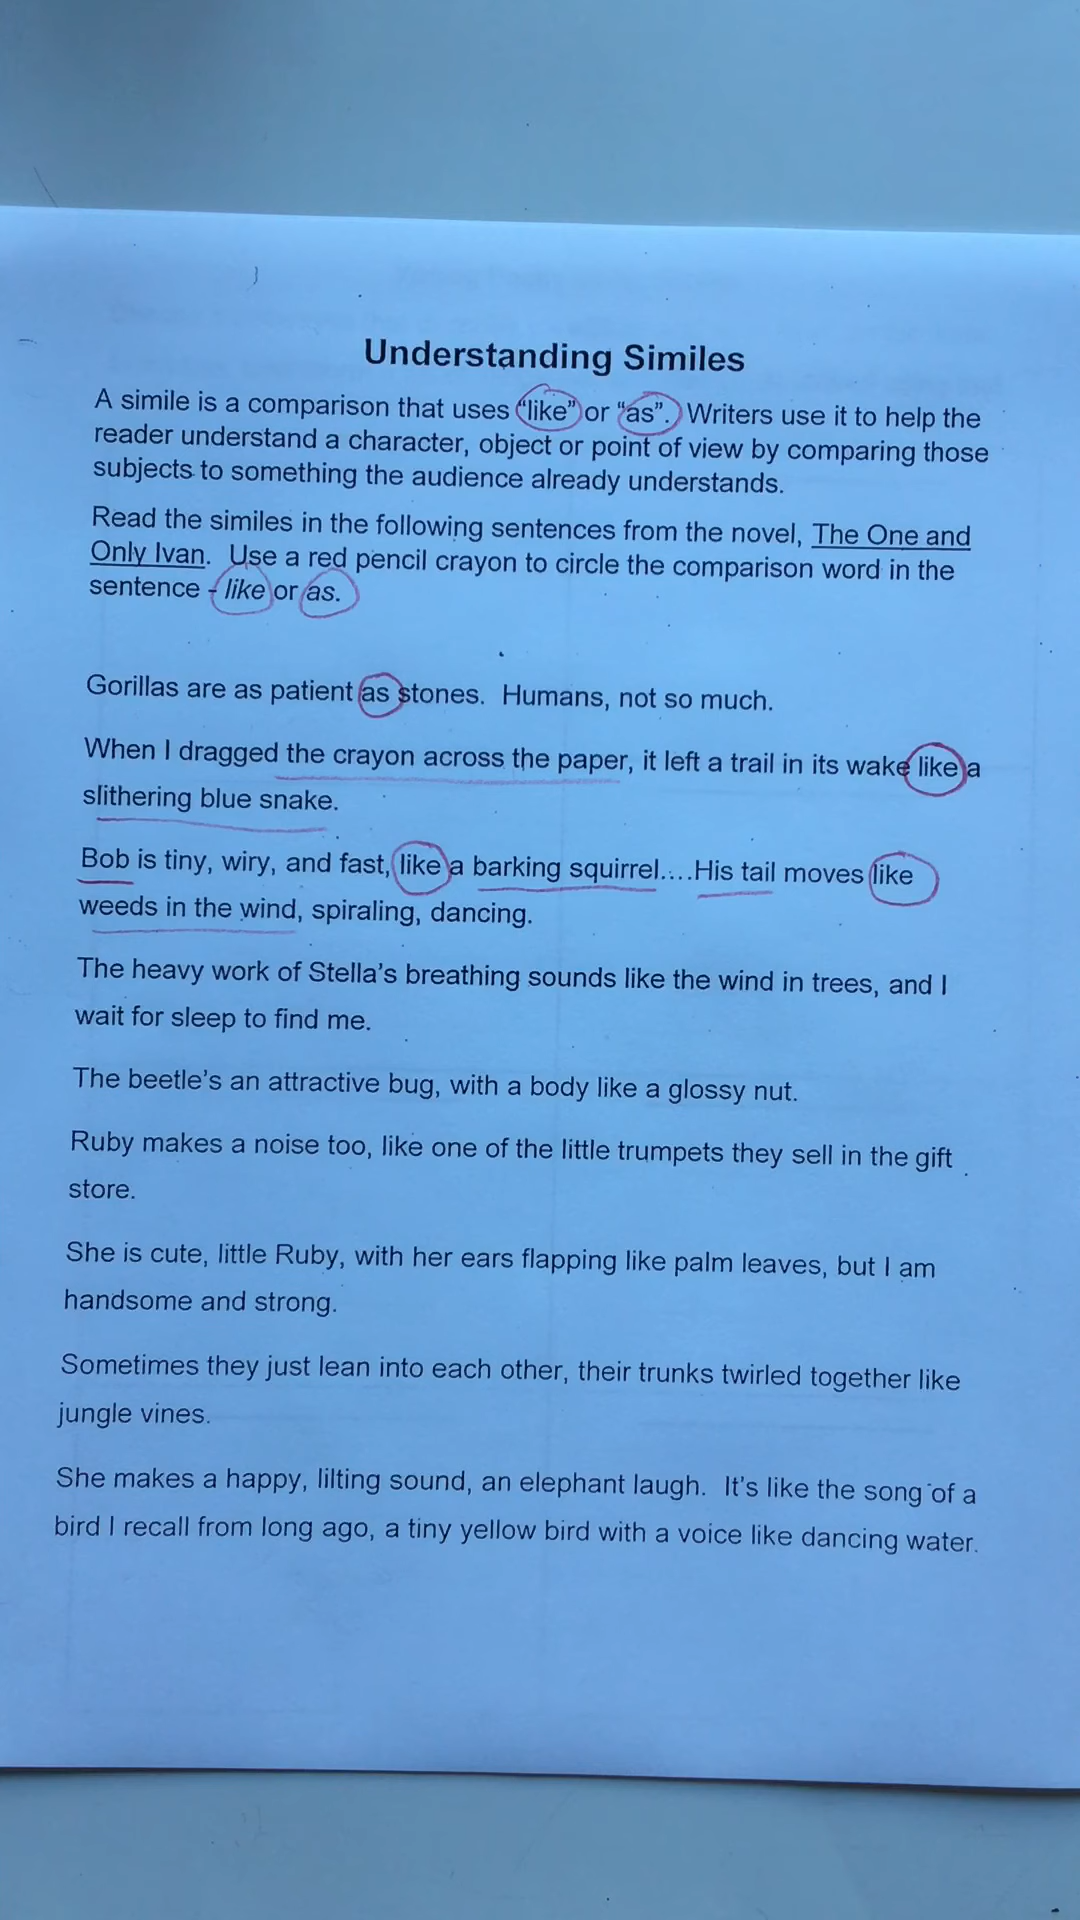 Understanding Similes
A simile is a comparison that uses “like” or “as”. Writers use it to help the
reader understand a character, object or point of view by comparing those
subjects to something the audience already understands.
Read the similes in the following sentences from the novel, The One and
Only Ivan. Use a red pencil crayon to circle the comparison word in the
sentence - like or as.
Gorillas are as patient as stones. Humans, not so much.
When I dragged the crayon across the paper, it left a trail in its wake like a
slithering blue snake.
Bob is tiny, wiry, and fast, like a barking squirrel....His tail moves like
weeds in the wind, spiraling, dancing.
The heavy work of Stella’s breathing sounds like the wind in trees, and I
wait for sleep to find me.
The beetle’s an attractive bug, with a body like a glossy nut.
Ruby makes a noise too, like one of the little trumpets they sell in the gift
store.
She is cute, little Ruby, with her ears flapping like palm leaves, but I am
handsome and strong.
Sometimes they just lean into each other, their trunks twirled together like
jungle vines.
She makes a happy, lilting sound, an elephant laugh. It’s like the song of a
bird I recall from long ago, a tiny yellow bird with a voice like dancing water.